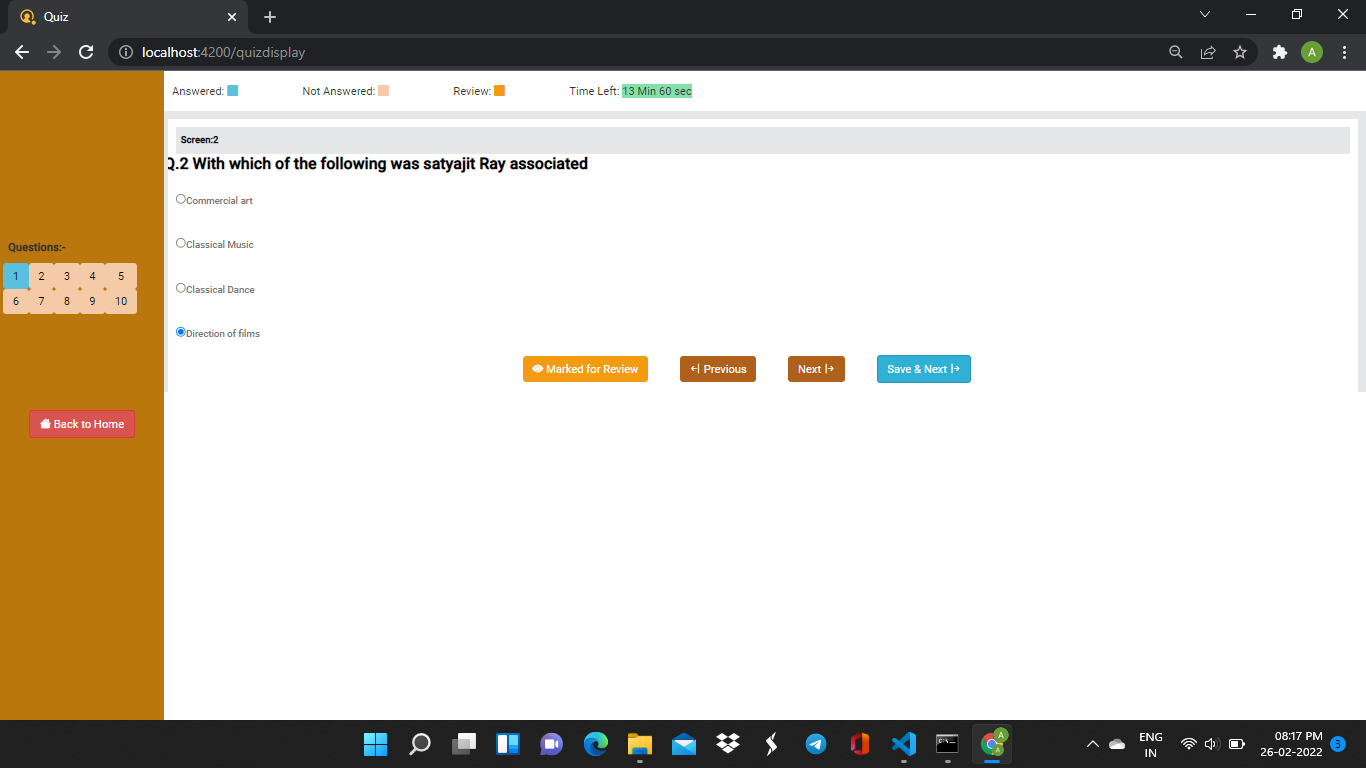 Quiz
localhost:4200/quizdisplay
A
Answered:
Not Answered:
Review:
Time Left: 13 Min 60 sec
Screen:2
Q.2 With which of the following was satyajit Ray associated
Commercial art
Classical Music
Classical Dance
Direction of films
Questions:-
1 2 3 4 5
6 7 8 9 10
Marked for Review
Previous
Next
Save & Next
Back to Home
A
ENG
IN
08:17 PM
26-02-2022
3